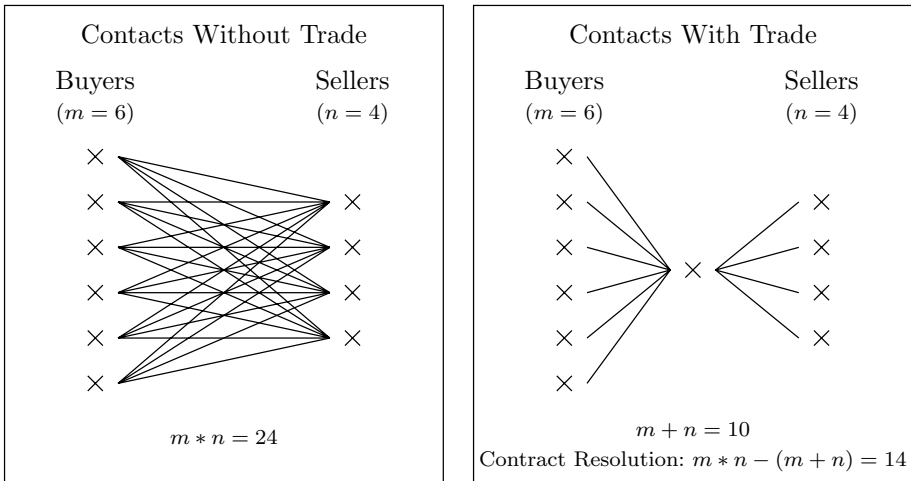 Contacts Without Trade
Buyers
Sellers
(m = 6)
(n = 4)
m ∗ n = 24
Contacts With Trade
Buyers
Sellers
(m = 6)
(n = 4)
m + n = 10
Contract Resolution: m ∗ n − (m + n) = 14